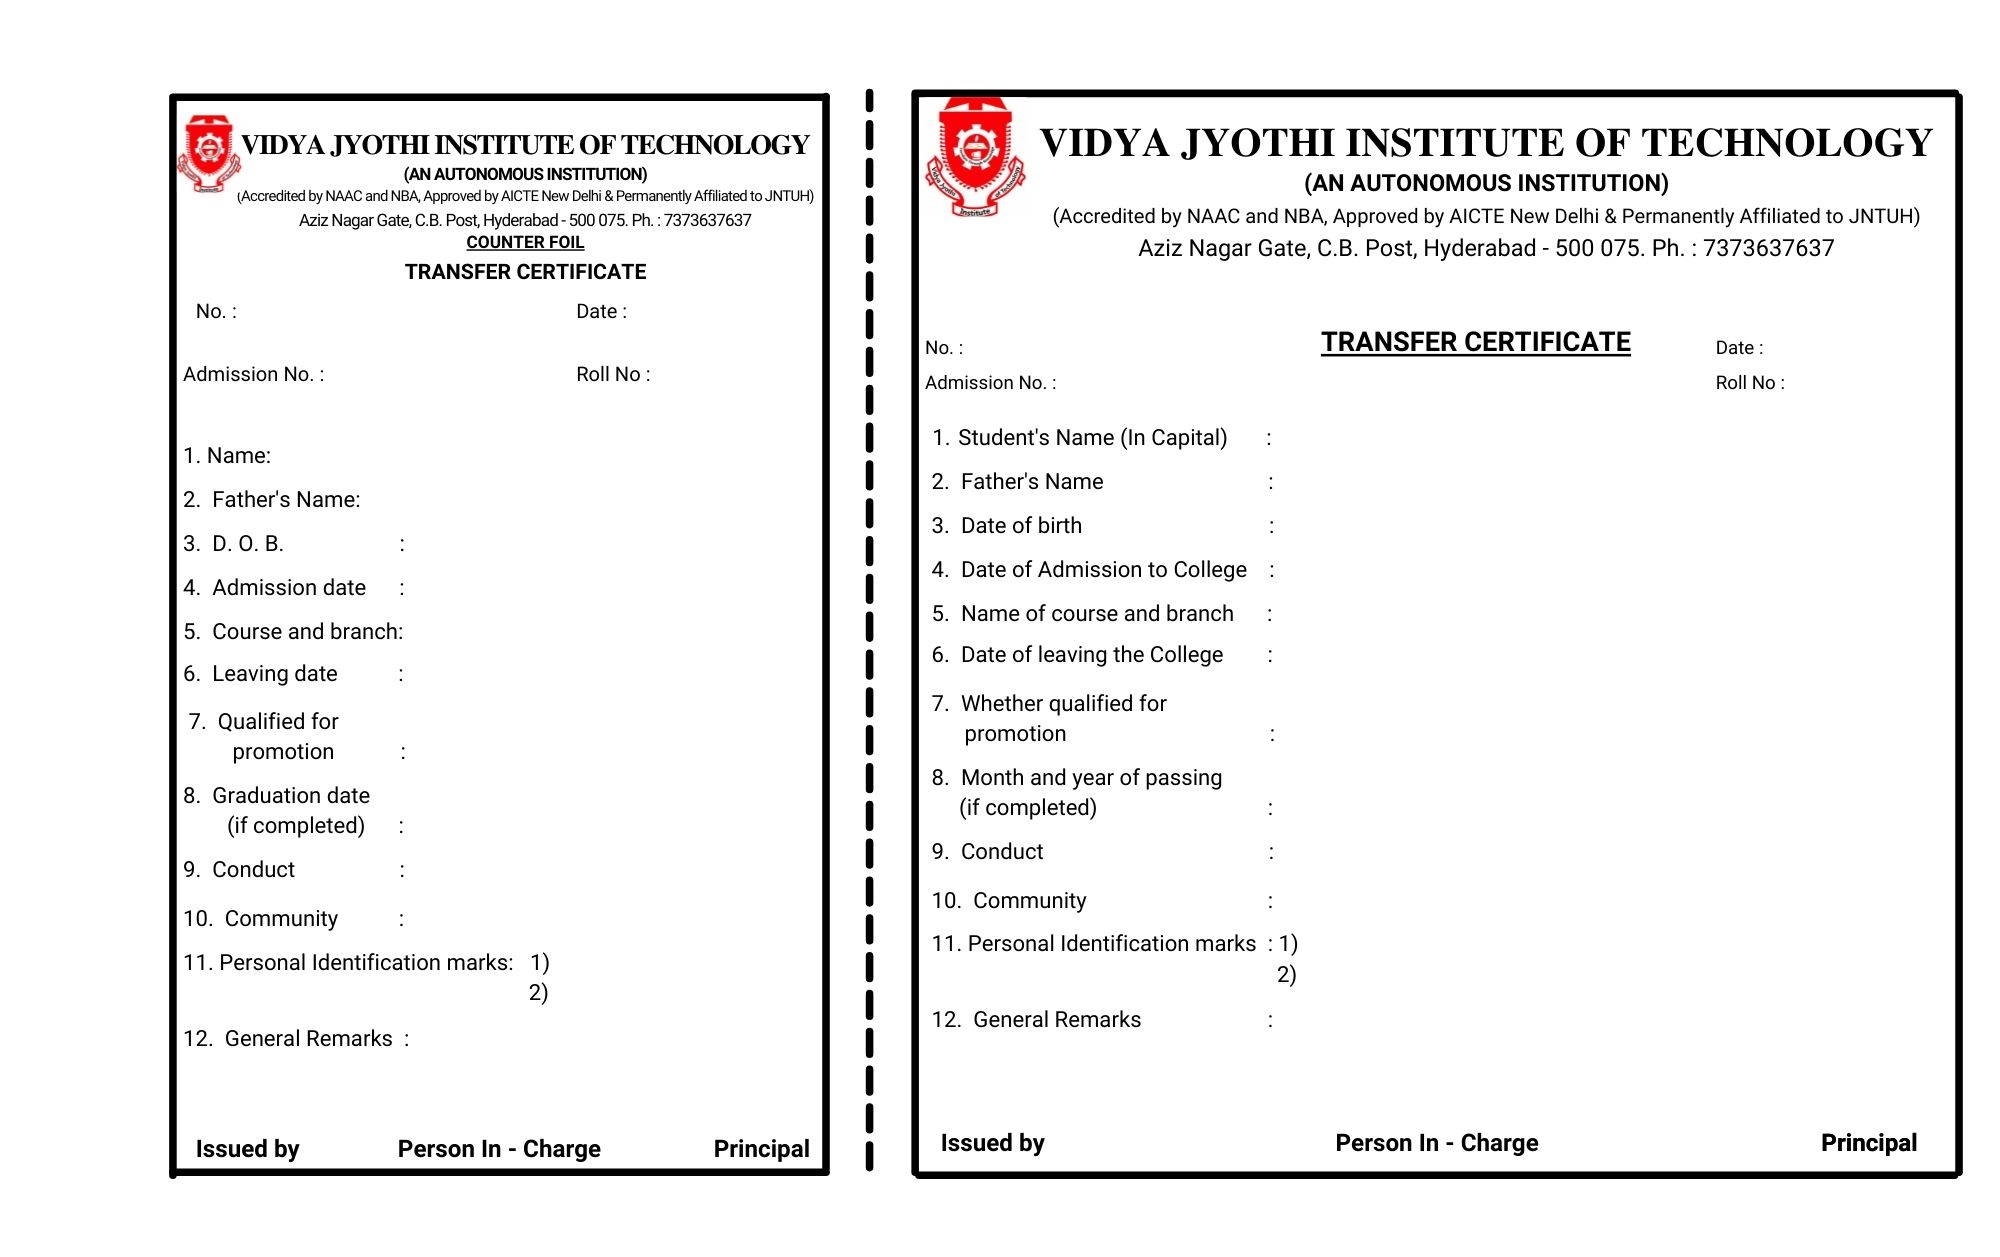 VIDYA JYOTHI INSTITUTE OF TECHNOLOGY
(AN AUTONOMOUS INSTITUTION)
(Accredited by NAAC and NBA, Approved by AICTE New Delhi & Permanently Affiliated to JNTUH)
Aziz Nagar Gate, C.B. Post, Hyderabad - 500 075. Ph. : 7373637637
COUNTER FOIL
TRANSFER CERTIFICATE
No. : Date :
Admission No. : Roll No :
1. Name:
2. Father's Name:
3. D. O. B. :
4. Admission date :
5. Course and branch:
6. Leaving date :
7. Qualified for
promotion :
8. Graduation date
(if completed) :
9. Conduct :
10. Community :
11. Personal Identification marks: 1)
2)
12. General Remarks :
Issued by Person In - Charge Principal
Vidya Jyothi Institute of Technology
VIDYA JYOTHI INSTITUTE OF TECHNOLOGY
(AN AUTONOMOUS INSTITUTION)
(Accredited by NAAC and NBA, Approved by AICTE New Delhi & Permanently Affiliated to JNTUH)
Aziz Nagar Gate, C.B. Post, Hyderabad - 500 075. Ph. : 7373637637
No. : TRANSFER CERTIFICATE Date :
Admission No. : Roll No :
1. Student's Name (In Capital) :
2. Father's Name :
3. Date of birth :
4. Date of Admission to College :
5. Name of course and branch :
6. Date of leaving the College :
7. Whether qualified for
promotion :
8. Month and year of passing
(if completed) :
9. Conduct :
10. Community :
11. Personal Identification marks : 1)
2)
12. General Remarks :
Issued by Person In - Charge Principal